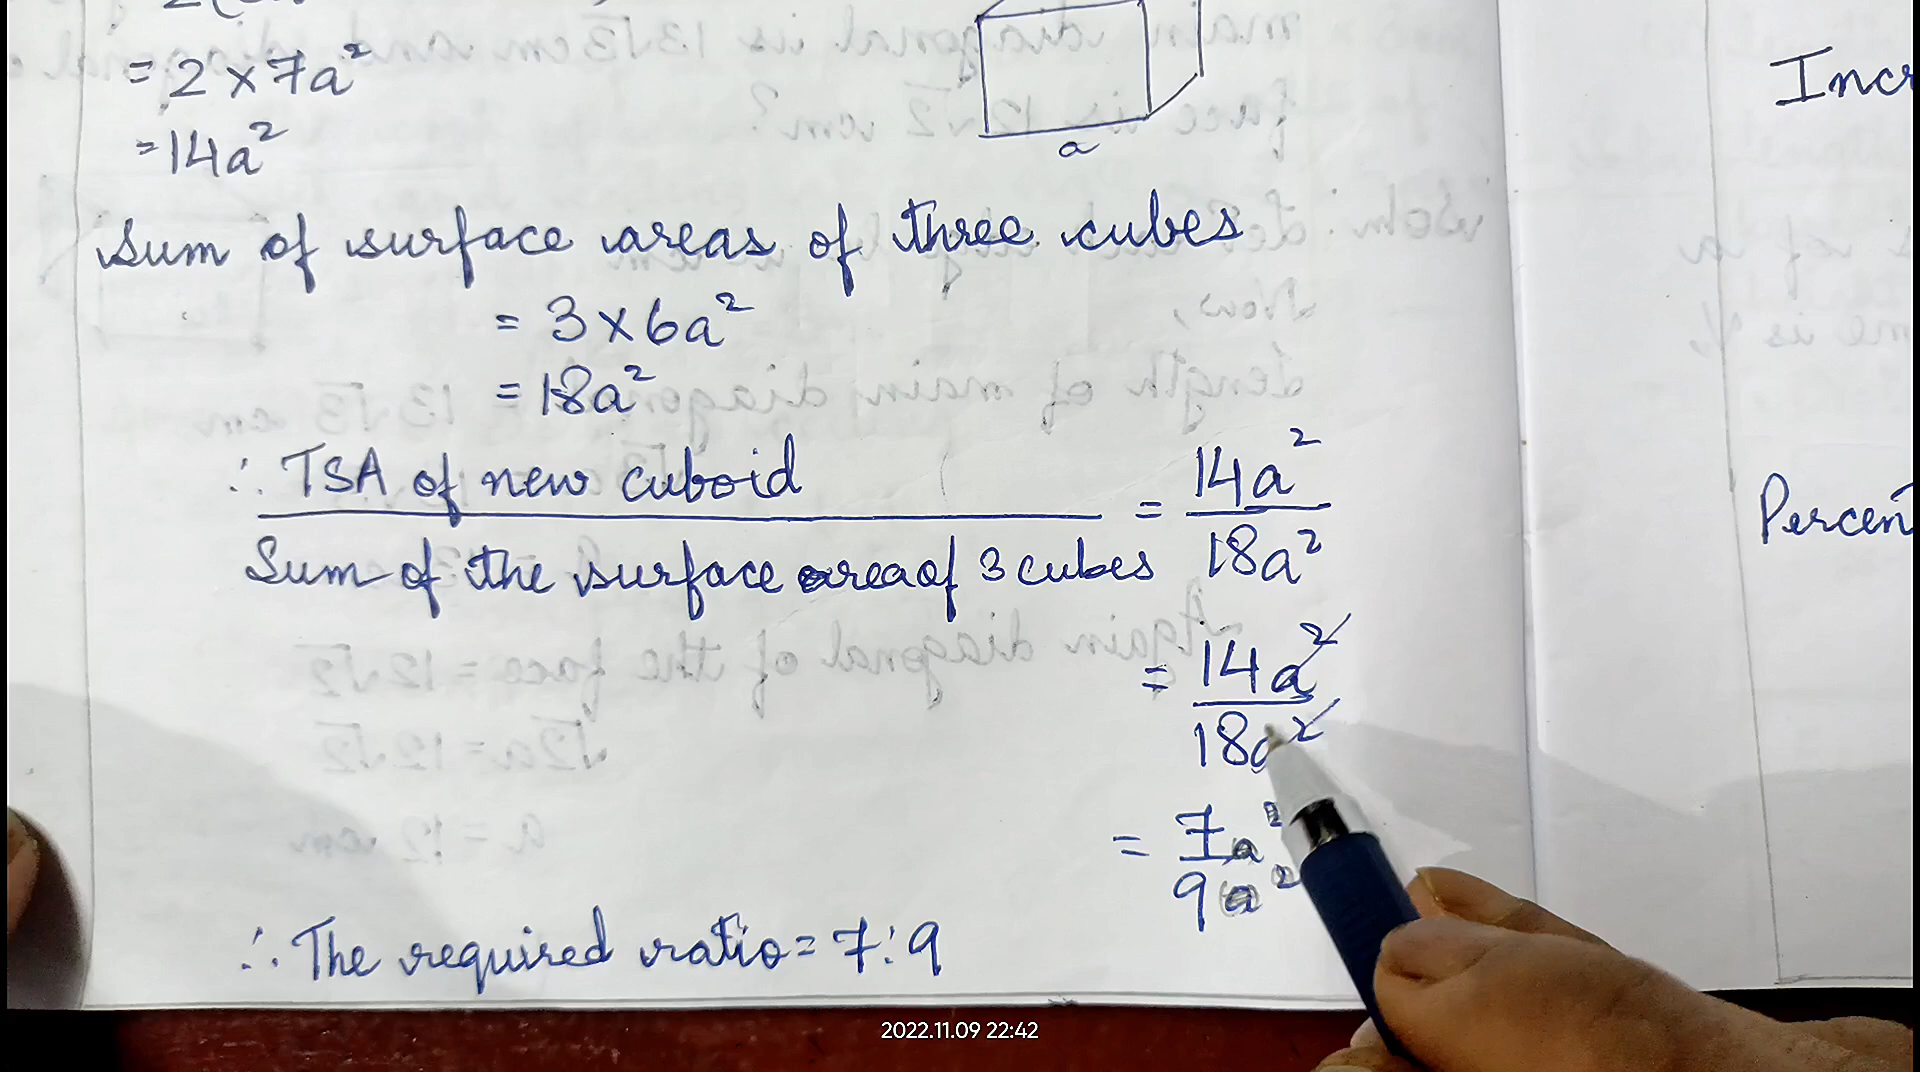 = 2 × 7a²
= 14a²
a
Sum of surface areas of three cubes
= 3 × 6a²
= 18a²
∴ TSA of new cuboid = 14a²
Sum of the surface area of 3 cubes 18a²
= 14a²
18a²
= 7a²
9a²
∴ The required ratio = 7:9
Incr
Percent
2022.11.09 22:42